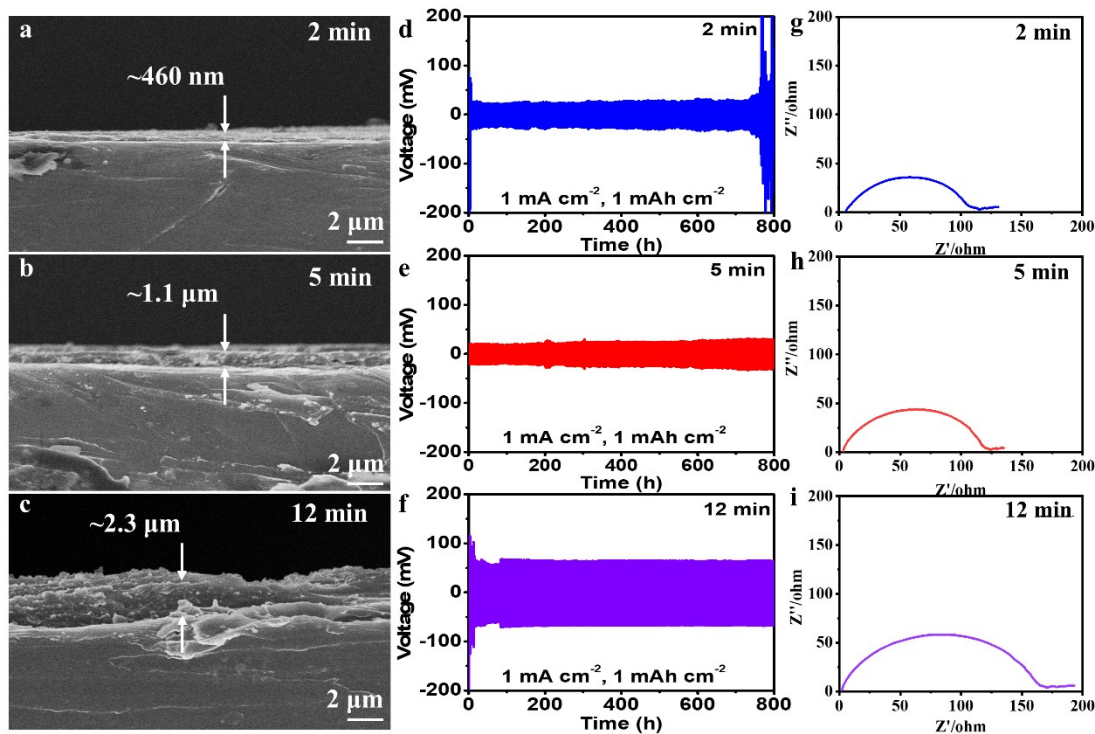 a
2 min
~460 nm
2 μm
b
5 min
~1.1 μm
2 μm
c
12 min
~2.3 μm
2 μm
d
200
2 min
100
0
-100
-200
Voltage (mV)
1 mA cm⁻², 1 mAh cm⁻²
0 200 400 600 800
Time (h)
e
200
5 min
100
0
-100
-200
Voltage (mV)
1 mA cm⁻², 1 mAh cm⁻²
0 200 400 600 800
Time (h)
f
200
12 min
100
0
-100
-200
Voltage (mV)
1 mA cm⁻², 1 mAh cm⁻²
0 200 400 600 800
Time (h)
g
200
2 min
150
100
50
0
Z''/ohm
0 50 100 150 200
Z'/ohm
h
200
5 min
150
100
50
0
Z''/ohm
0 50 100 150 200
Z'/ohm
i
200
12 min
150
100
50
0
Z''/ohm
0 50 100 150 200
Z'/ohm